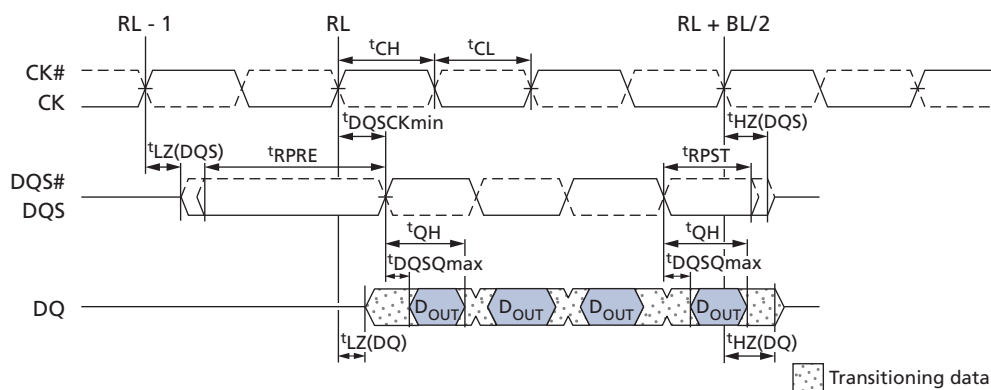 RL - 1 RL RL + BL/2
tCH tCL
CK#
CK
tDQSCKmin tHZ(DQS)
tLZ(DQS) tRPRE tRPST
DQS#
DQS
tQH tQH
tDQSQmax tDQSQmax
DQ DOUT DOUT DOUT DOUT
tLZ(DQ) tHZ(DQ)
Transitioning data